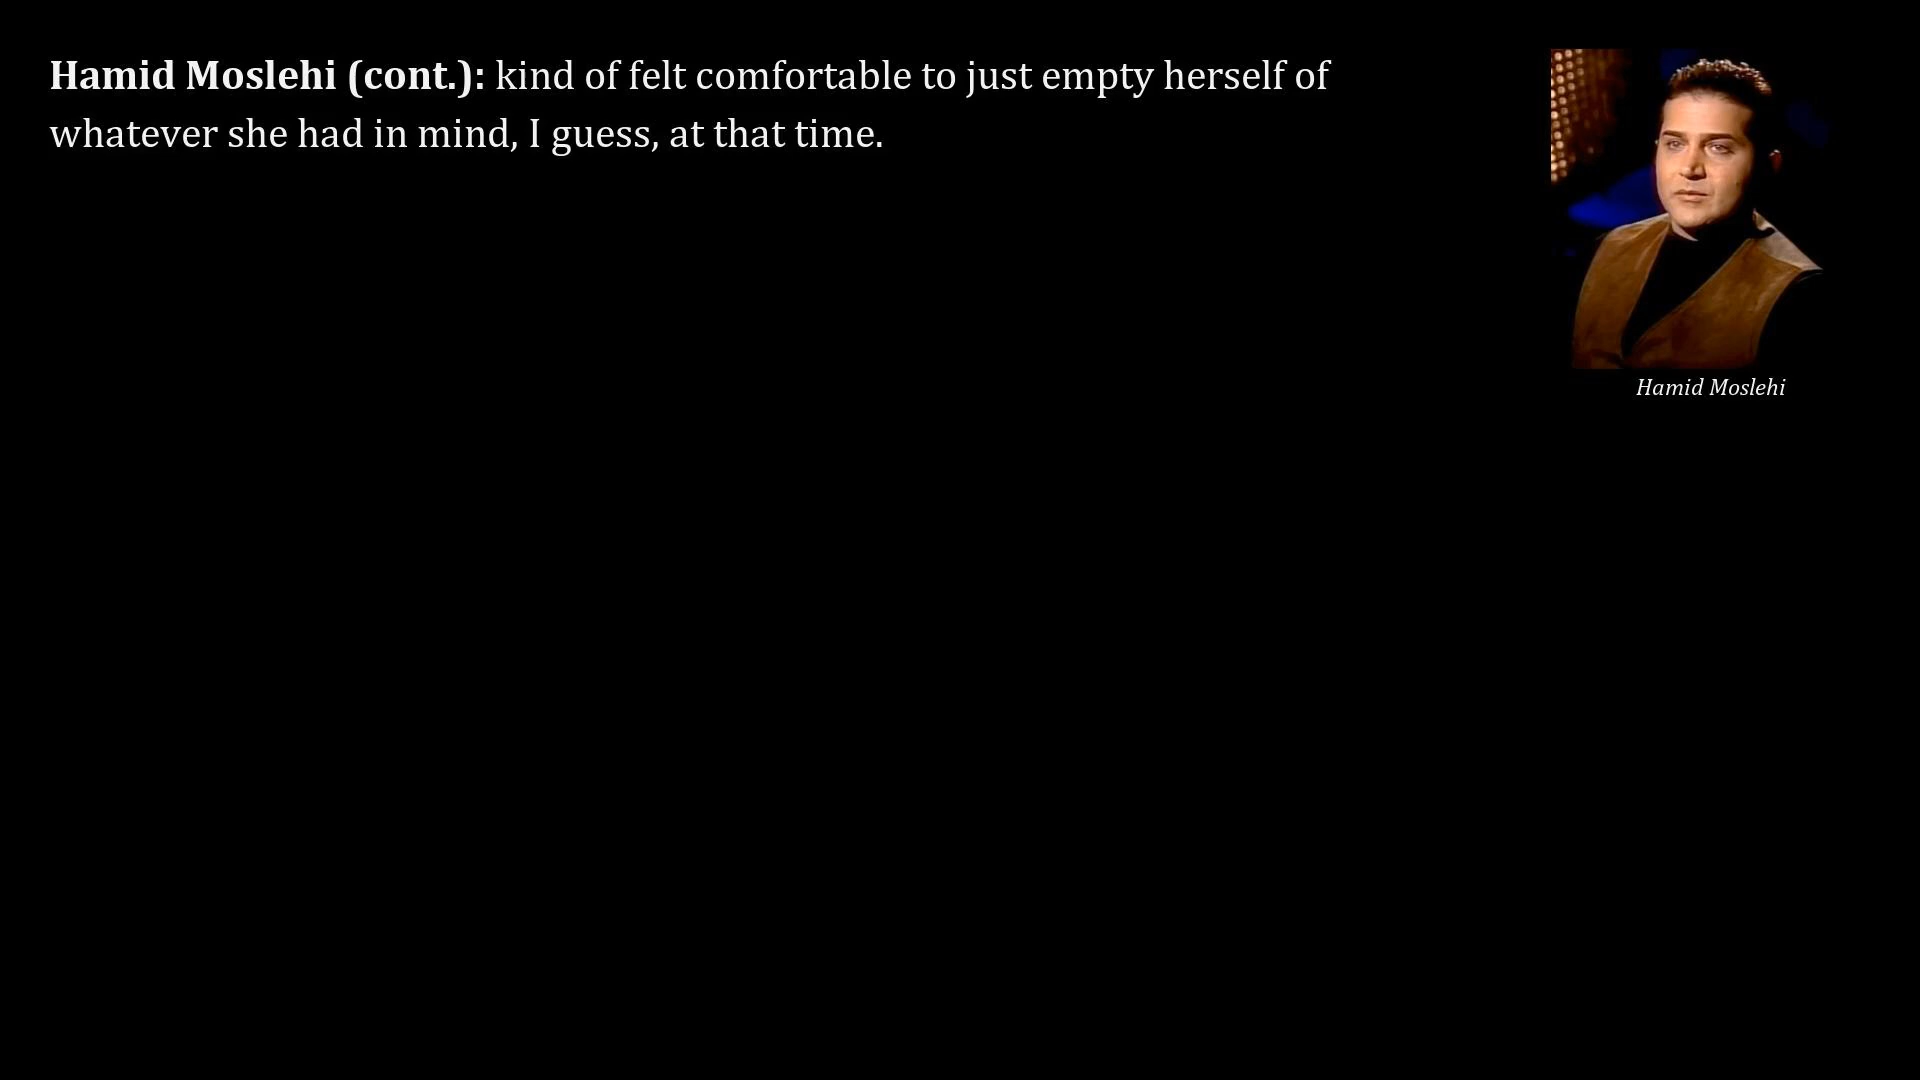 Hamid Moslehi (cont.): kind of felt comfortable to just empty herself of
whatever she had in mind, I guess, at that time.
Hamid Moslehi